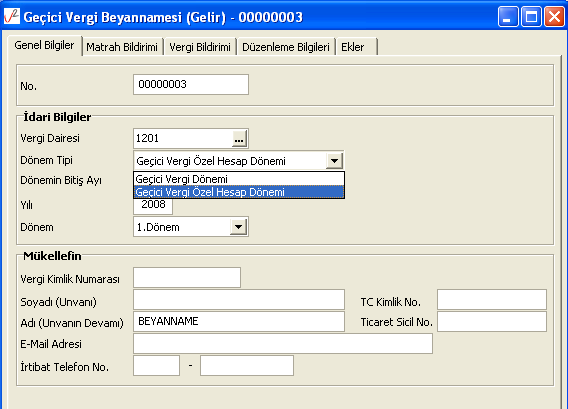 Geçici Vergi Beyannamesi (Gelir) - 00000003
Genel Bilgiler Matrah Bildirimi Vergi Bildirimi Düzenleme Bilgileri Ekler
No. 00000003
İdari Bilgiler
Vergi Dairesi 1201 ...
Dönem Tipi Geçici Vergi Özel Hesap Dönemi
Dönemin Bitiş Ayı Geçici Vergi Dönemi
Geçici Vergi Özel Hesap Dönemi
Yılı 2008
Dönem 1.Dönem
Mükellefin
Vergi Kimlik Numarası
Soyadı (Unvanı) TC Kimlik No.
Adı (Unvanın Devamı) BEYANNAME Ticaret Sicil No.
E-Mail Adresi
İrtibat Telefon No. -